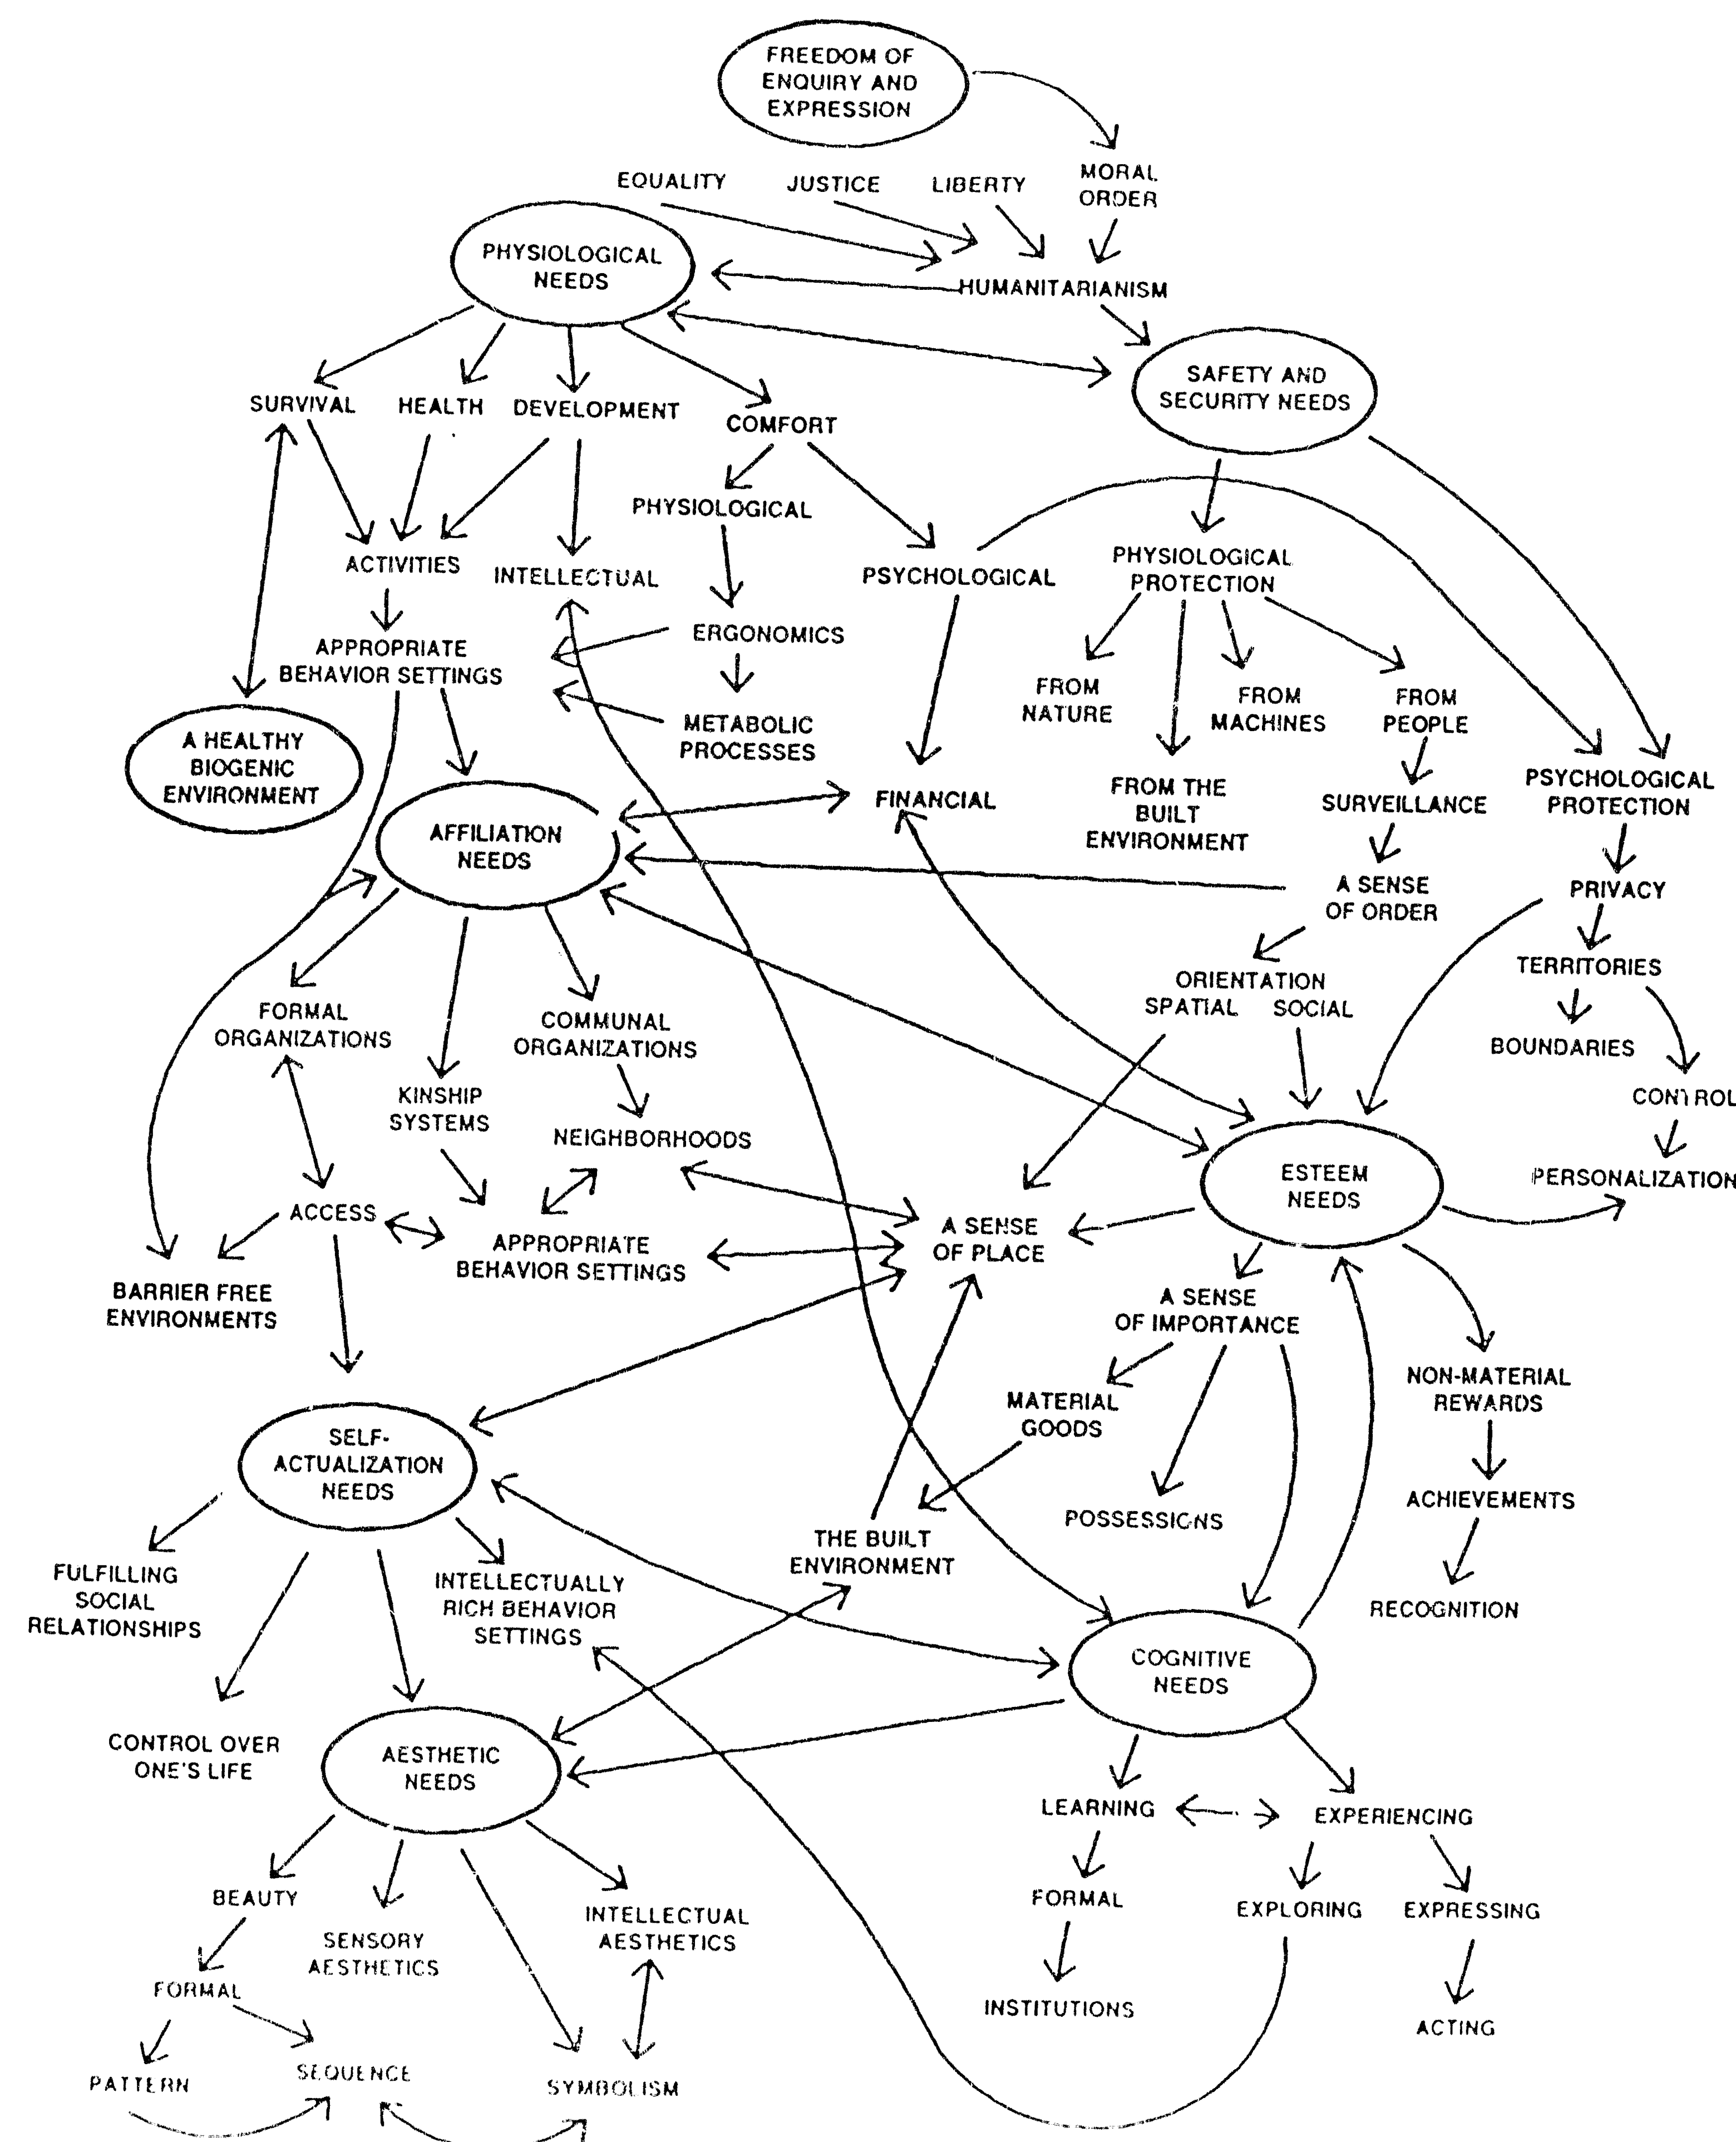 FREEDOM OF
ENQUIRY AND
EXPRESSION
EQUALITY
JUSTICE
LIBERTY
MORAL
ORDER
PHYSIOLOGICAL
NEEDS
HUMANITARIANISM
SAFETY AND
SECURITY NEEDS
SURVIVAL
HEALTH
DEVELOPMENT
COMFORT
PHYSIOLOGICAL
ACTIVITIES
INTELLECTUAL
PSYCHOLOGICAL
PHYSIOLOGICAL
PROTECTION
APPROPRIATE
BEHAVIOR SETTINGS
ERGONOMICS
FROM
NATURE
FROM
MACHINES
FROM
PEOPLE
A HEALTHY
BIOGENIC
ENVIRONMENT
METABOLIC
PROCESSES
FINANCIAL
FROM THE
BUILT
ENVIRONMENT
SURVEILLANCE
PSYCHOLOGICAL
PROTECTION
AFFILIATION
NEEDS
A SENSE
OF ORDER
PRIVACY
ORIENTATION
SPATIAL SOCIAL
TERRITORIES
FORMAL
ORGANIZATIONS
COMMUNAL
ORGANIZATIONS
BOUNDARIES
KINSHIP
SYSTEMS
CONTROL
NEIGHBORHOODS
ESTEEM
NEEDS
PERSONALIZATION
ACCESS
APPROPRIATE
BEHAVIOR SETTINGS
A SENSE
OF PLACE
BARRIER FREE
ENVIRONMENTS
A SENSE
OF IMPORTANCE
MATERIAL
GOODS
NON-MATERIAL
REWARDS
SELF-
ACTUALIZATION
NEEDS
POSSESSIONS
ACHIEVEMENTS
THE BUILT
ENVIRONMENT
FULFILLING
SOCIAL
RELATIONSHIPS
INTELLECTUALLY
RICH BEHAVIOR
SETTINGS
RECOGNITION
COGNITIVE
NEEDS
CONTROL OVER
ONE'S LIFE
AESTHETIC
NEEDS
LEARNING
EXPERIENCING
BEAUTY
SENSORY
AESTHETICS
INTELLECTUAL
AESTHETICS
FORMAL
EXPLORING
EXPRESSING
FORMAL
INSTITUTIONS
ACTING
PATTERN
SEQUENCE
SYMBOLISM